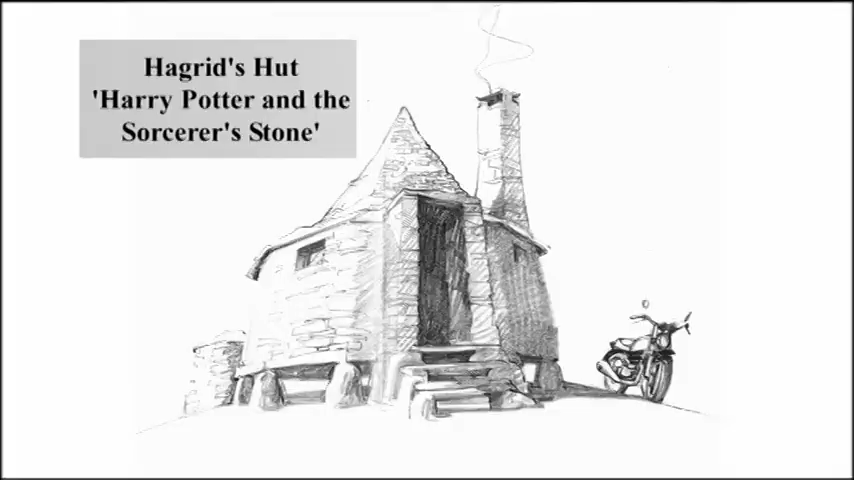 Hagrid's Hut
'Harry Potter and the
Sorcerer's Stone'